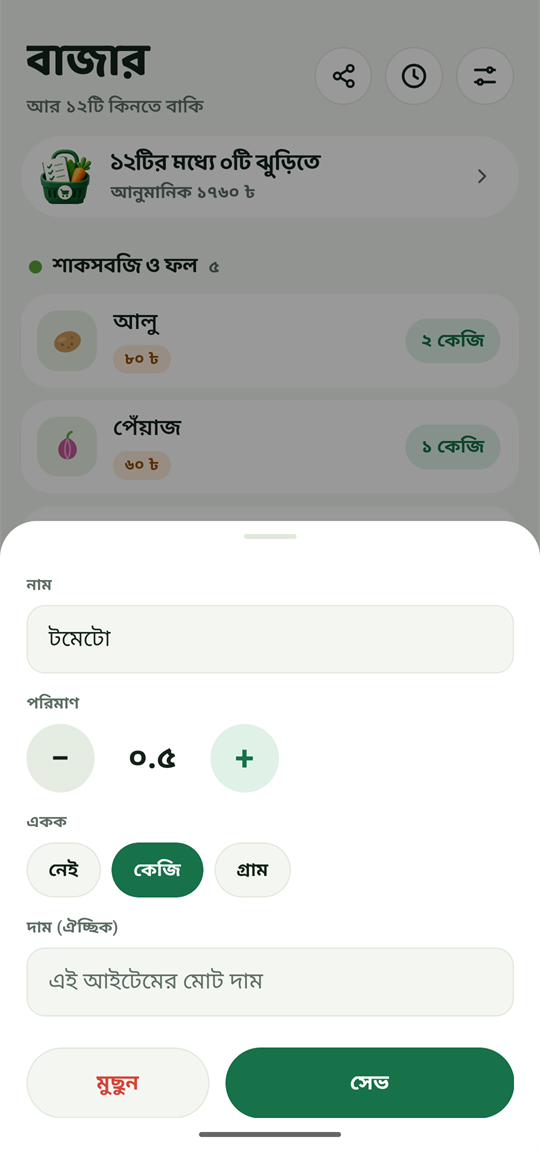 বাজার
আর ১২টি কিনতে বাকি
১২টির মধ্যে ০টি ঝুড়িতে
আনুমানিক ১৭৬০ ৳
শাকসবজি ও ফল ৫
আলু
৮০ ৳
২ কেজি
পেঁয়াজ
৬০ ৳
১ কেজি
নাম
টমেটো
পরিমাণ
− ০.৫ +
একক
নেই কেজি গ্রাম
দাম (ঐচ্ছিক)
এই আইটেমের মোট দাম
মুছুন সেভ